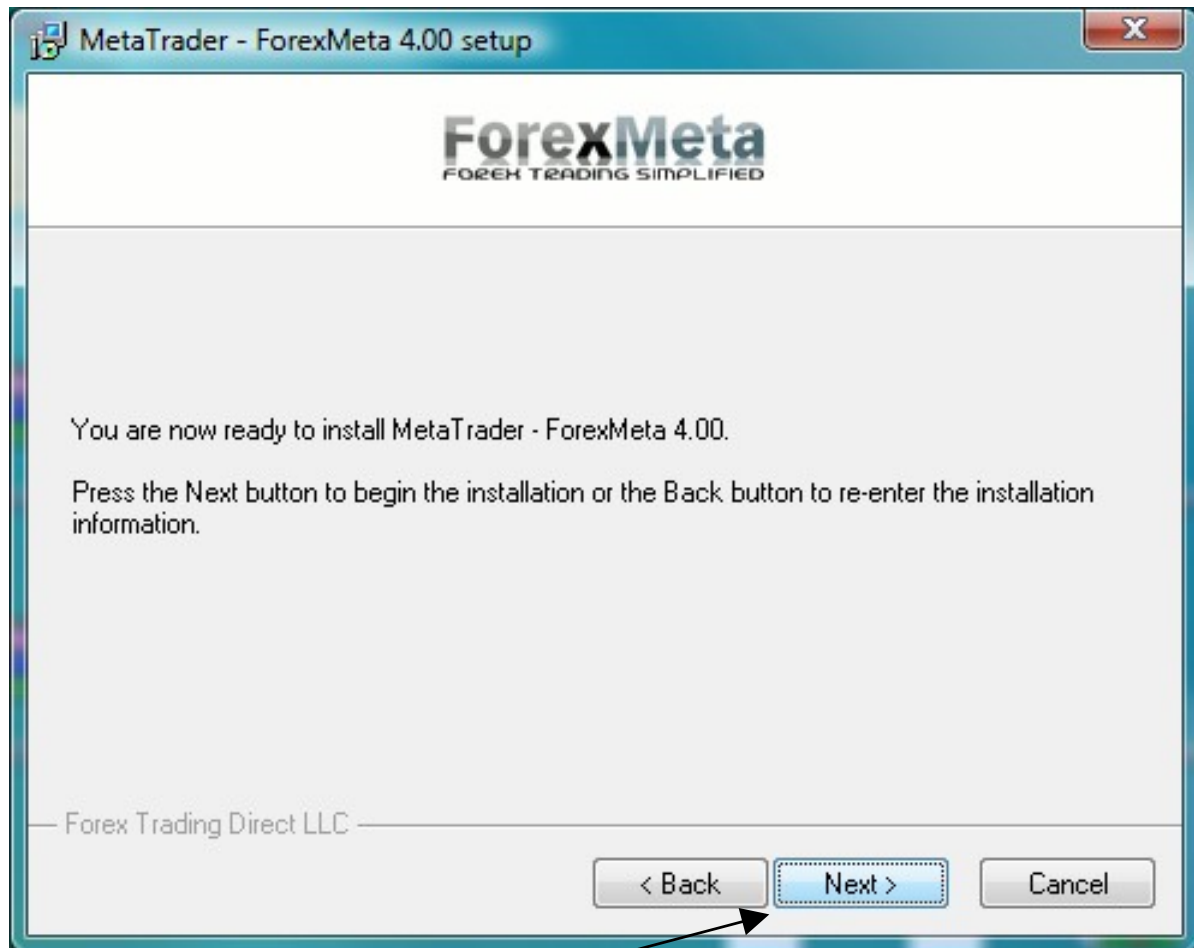 MetaTrader - ForexMeta 4.00 setup
ForexMeta
FOREX TRADING SIMPLIFIED
You are now ready to install MetaTrader - ForexMeta 4.00.
Press the Next button to begin the installation or the Back button to re-enter the installation
information.
Forex Trading Direct LLC
< Back Next > Cancel